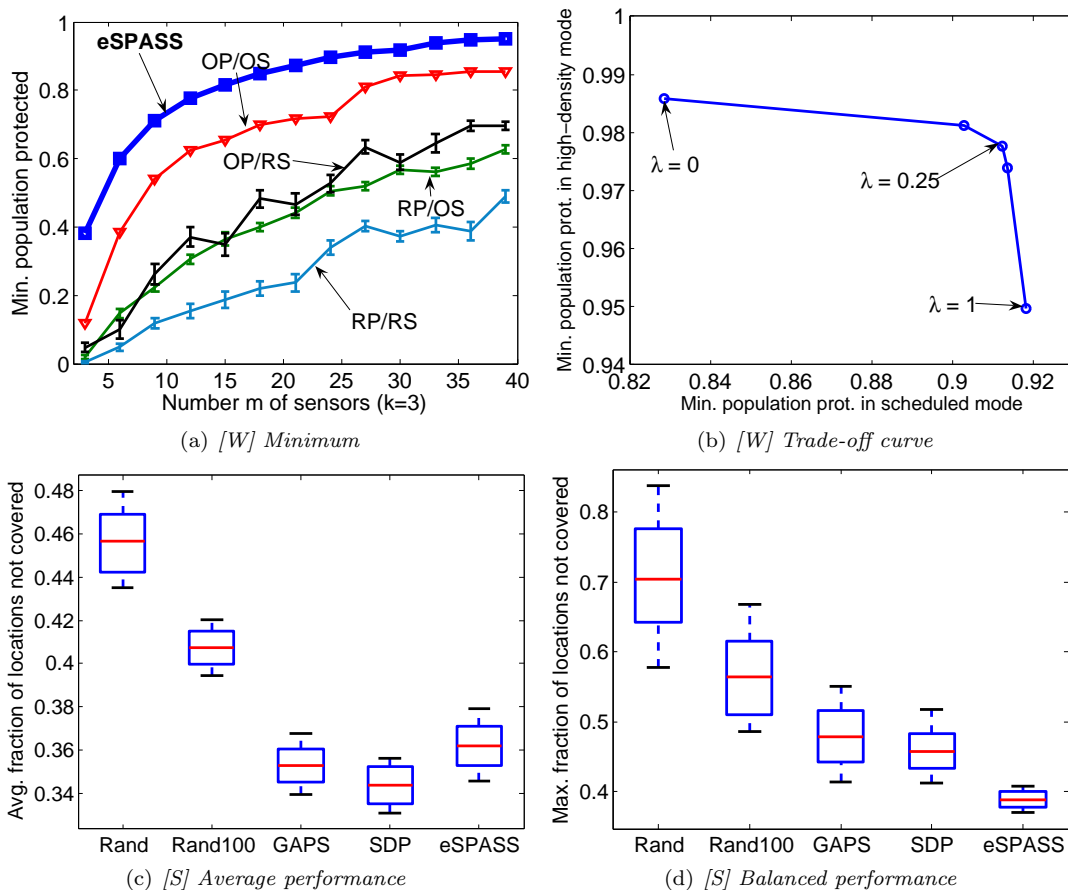 1
0.8
0.6
0.4
0.2
0
Min. population protected
eSPASS
OP/OS
OP/RS
RP/OS
RP/RS
5 10 15 20 25 30 35 40
Number m of sensors (k=3)
(a) [W] Minimum
0.99
0.98
0.97
0.96
0.95
0.94
Min. population prot. in high-density mode
λ = 0
λ = 0.25
λ = 1
0.82 0.84 0.86 0.88 0.9 0.92
Min. population prot. in scheduled mode
(b) [W] Trade-off curve
0.48
0.46
0.44
0.42
0.4
0.38
0.36
0.34
Avg. fraction of locations not covered
Rand Rand100 GAPS SDP eSPASS
(c) [S] Average performance
0.8
0.7
0.6
0.5
0.4
Max. fraction of locations not covered
Rand Rand100 GAPS SDP eSPASS
(d) [S] Balanced performance